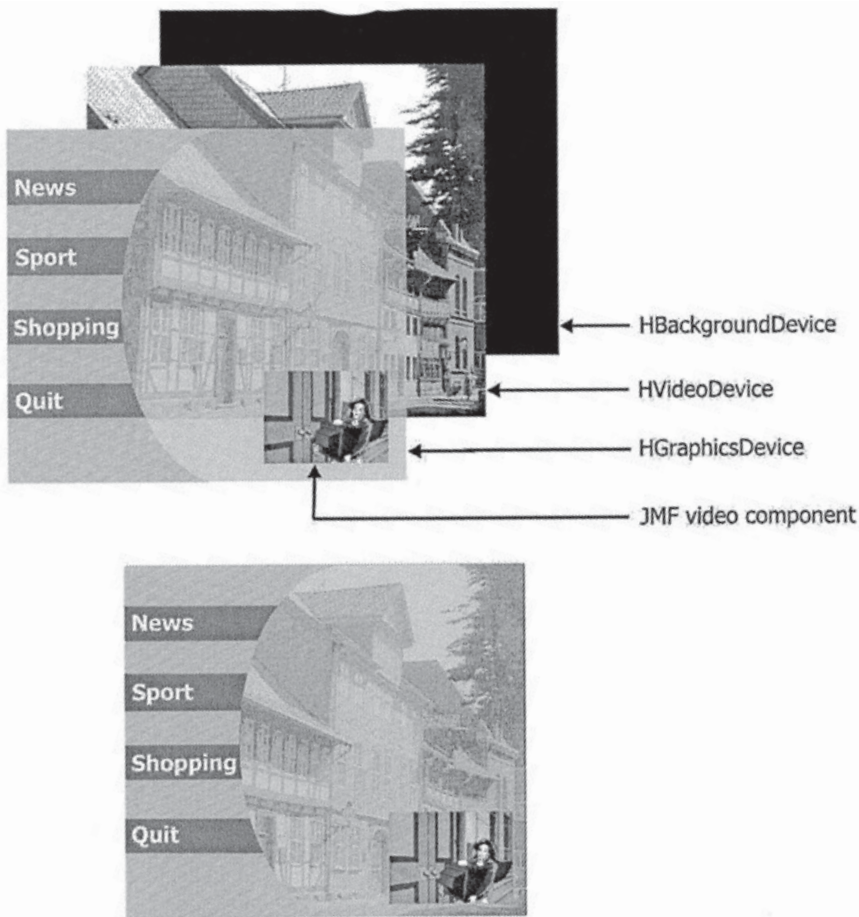 News
Sport
Shopping
Quit
HBackgroundDevice
HVideoDevice
HGraphicsDevice
JMF video component
News
Sport
Shopping
Quit